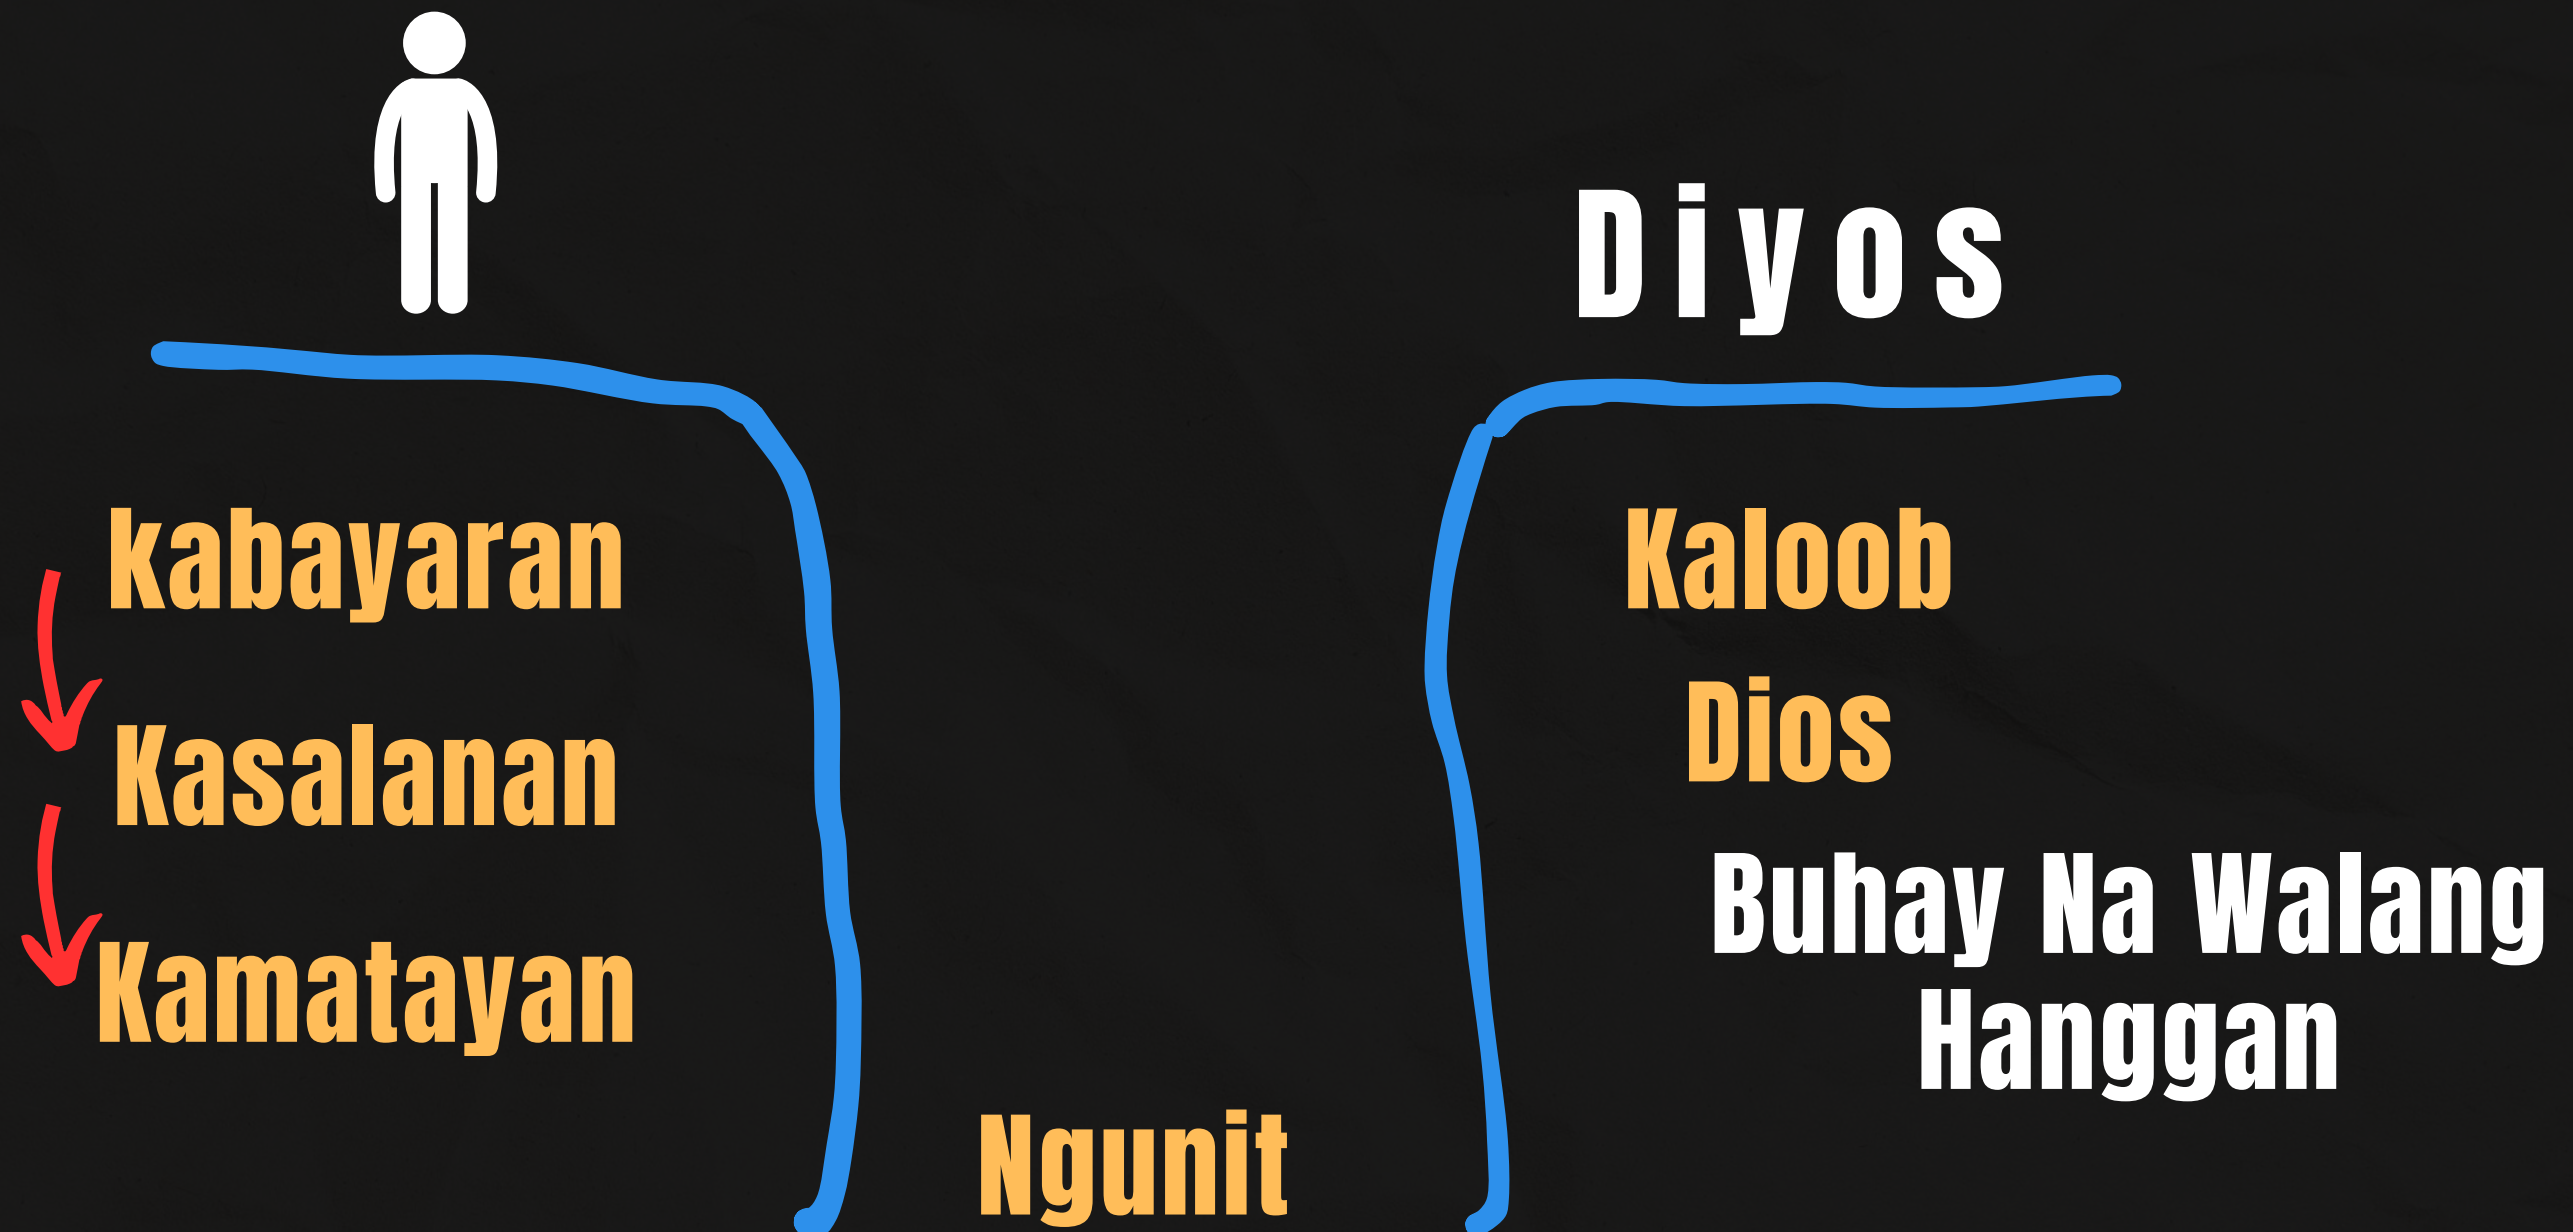 Diyos
kabayaran
Kasalanan
Kamatayan
Ngunit
Kaloob
Dios
Buhay Na Walang
Hanggan